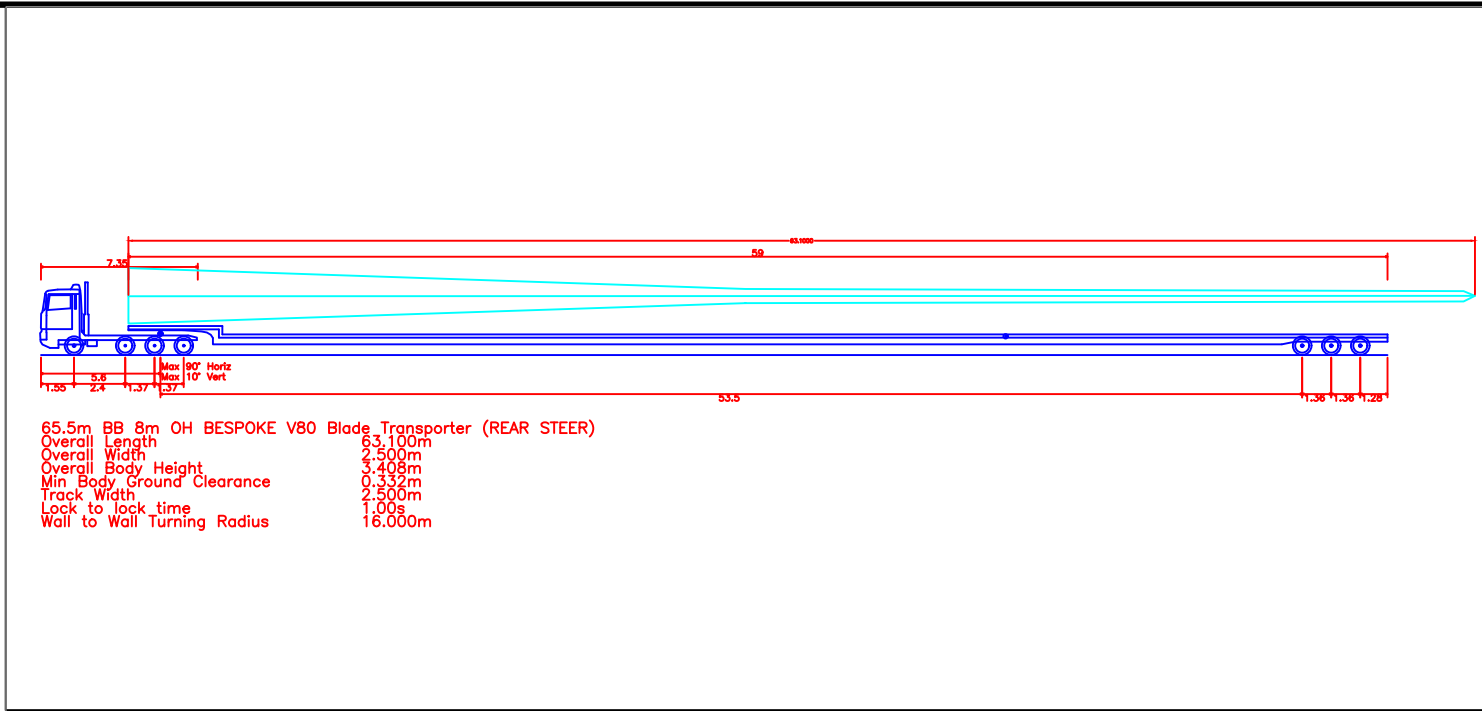 63.1000
59
7.35
Max 90° Horiz
Max 10° Vert
5.6
1.55 2.4 1.37 1.37
53.5 1.36 1.36 1.28
65.5m BB 8m OH BESPOKE V80 Blade Transporter (REAR STEER)
Overall Length 63.100m
Overall Width 2.500m
Overall Body Height 3.408m
Min Body Ground Clearance 0.332m
Track Width 2.500m
Lock to lock time 1.00s
Wall to Wall Turning Radius 16.000m